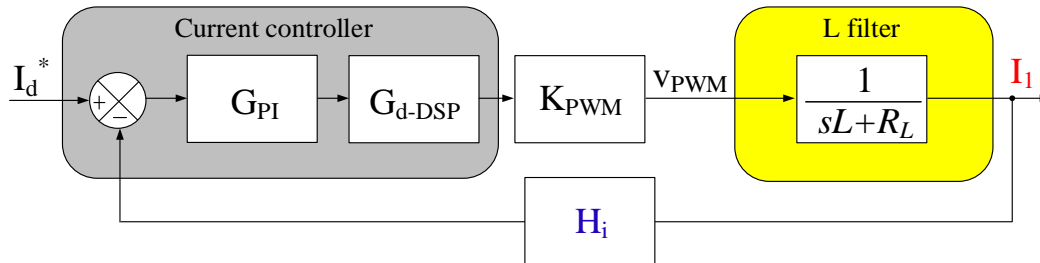 Current controller
L filter
I_d^*
+
−
G_PI
G_d-DSP
K_PWM
v_PWM
1
sL+R_L
I_1
H_i